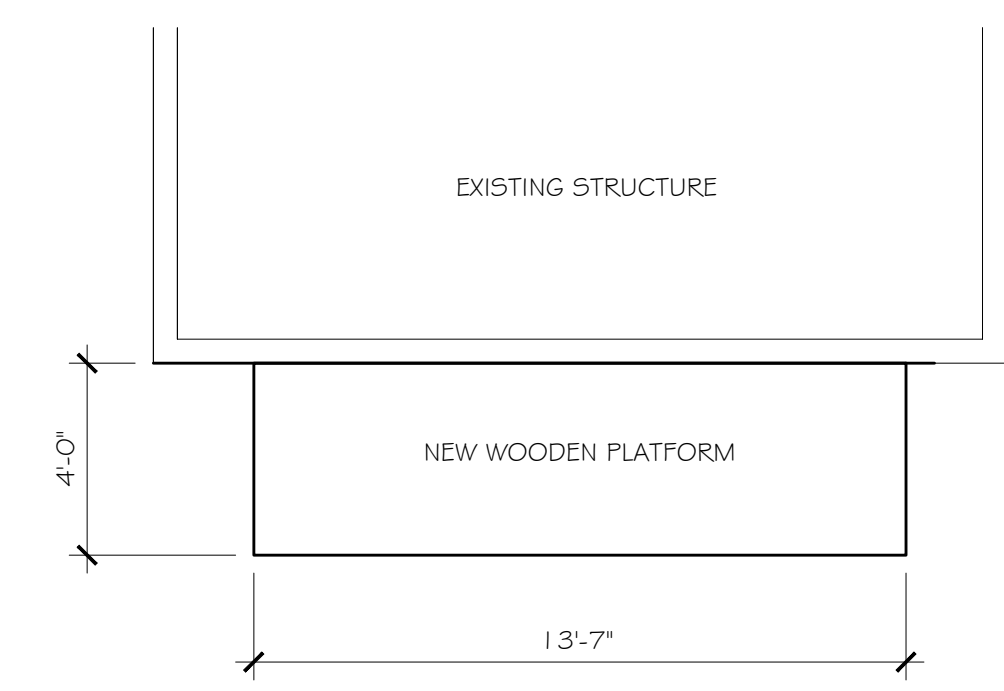 EXISTING STRUCTURE
4'-0"
NEW WOODEN PLATFORM
13'-7"